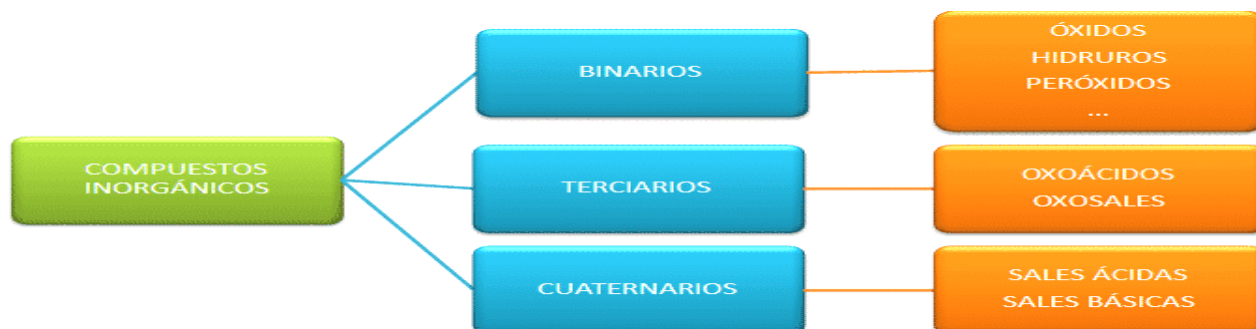 COMPUESTOS
INORGÁNICOS
BINARIOS
ÓXIDOS
HIDRUROS
PERÓXIDOS
...
TERCIARIOS
OXOÁCIDOS
OXOSALES
CUATERNARIOS
SALES ÁCIDAS
SALES BÁSICAS